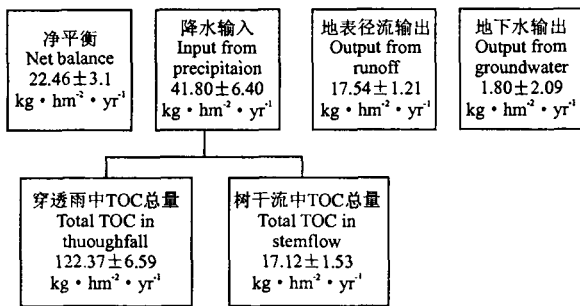 净平衡
Net balance
22.46±3.1
kg·hm⁻²·yr⁻¹
降水输入
Input from
precipitaion
41.80±6.40
kg·hm⁻²·yr⁻¹
地表径流输出
Output from
runoff
17.54±1.21
kg·hm⁻²·yr⁻¹
地下水输出
Output from
groundwater
1.80±2.09
kg·hm⁻²·yr⁻¹
穿透雨中TOC总量
Total TOC in
thuoughfall
122.37±6.59
kg·hm⁻²·yr⁻¹
树干流中TOC总量
Total TOC in
stemflow
17.12±1.53
kg·hm⁻²·yr⁻¹